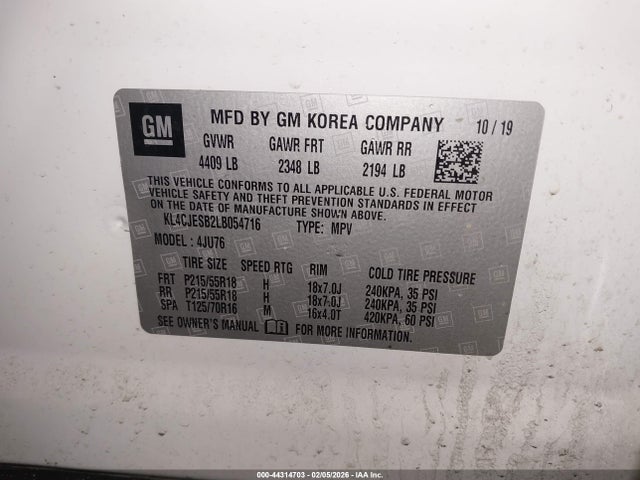 GM MFD BY GM KOREA COMPANY 10/19
GVWR GAWR FRT GAWR RR
4409 LB 2348 LB 2194 LB
THIS VEHICLE CONFORMS TO ALL APPLICABLE U.S. FEDERAL MOTOR
VEHICLE SAFETY AND THEFT PREVENTION STANDARDS IN EFFECT
ON THE DATE OF MANUFACTURE SHOWN ABOVE.
KL4CJESB2LB054716 TYPE: MPV
MODEL: 4JU76
TIRE SIZE SPEED RTG RIM COLD TIRE PRESSURE
FRT P215/55R18 H 18x7.0J 240KPA, 35 PSI
RR P215/55R18 H 18x7.0J 240KPA, 35 PSI
SPA T125/70R16 M 16x4.0T 420KPA, 60 PSI
SEE OWNER'S MANUAL FOR MORE INFORMATION.
000-44314703 - 02/05/2026 - IAA Inc.